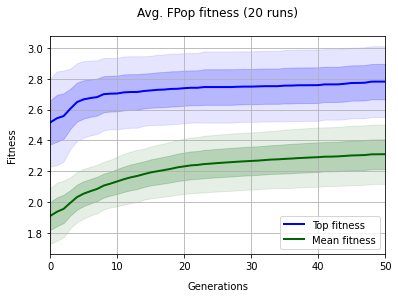 Avg. FPop fitness (20 runs)
3.0
2.8
2.6
2.4
2.2
2.0
1.8
Fitness
0 10 20 30 40 50
Generations
Top fitness
Mean fitness